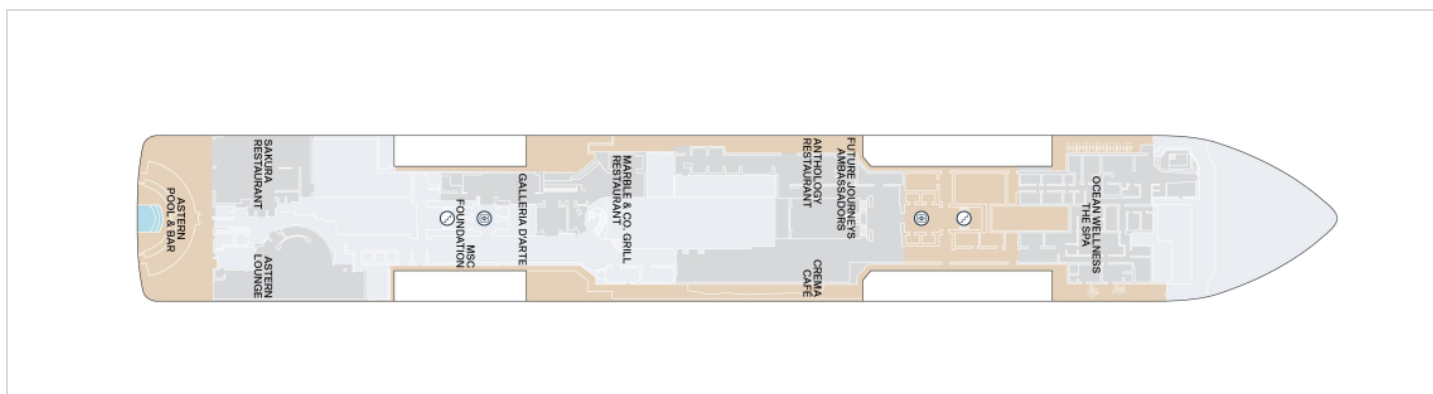 ASTERN
POOL & BAR
SAKURA
RESTAURANT
ASTERN
LOUNGE
MSC
FOUNDATION
GALLERIA D'ARTE
MARBLE & CO. GRILL
RESTAURANT
FUTURE JOURNEYS
AMBASSADORS
ANTHOLOGY
RESTAURANT
CREMA
CAFÉ
OCEAN WELLNESS
THE SPA